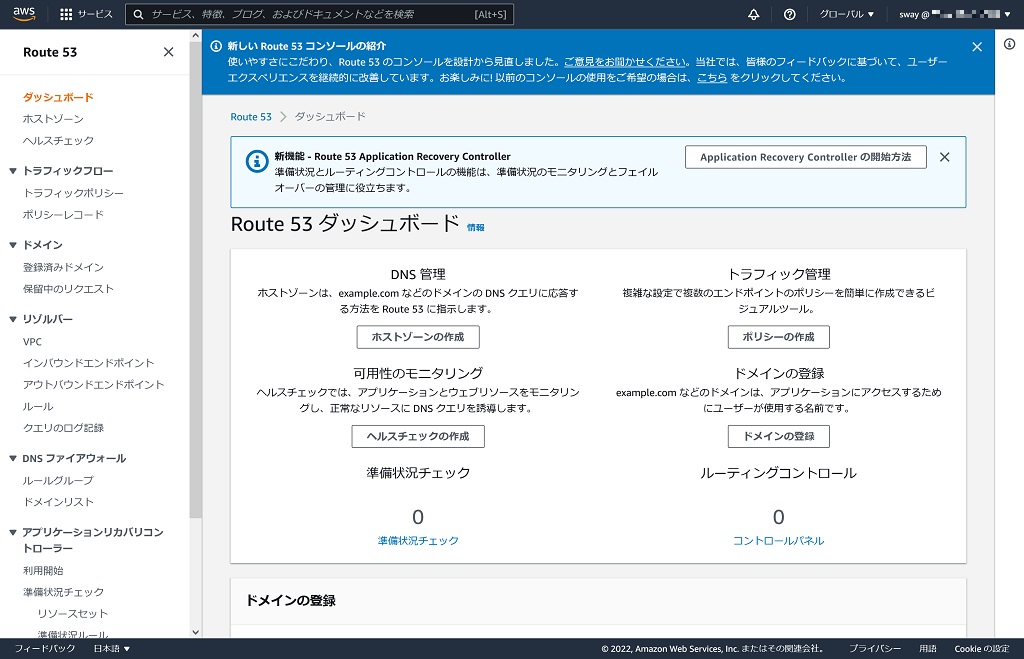 aws
サービス
サービス、特徴、ブログ、およびドキュメントなどを検索
[Alt+S]
グローバル ▼
sway @
Route 53
ダッシュボード
ホストゾーン
ヘルスチェック
▼ トラフィックフロー
トラフィックポリシー
ポリシーレコード
▼ ドメイン
登録済みドメイン
保留中のリクエスト
▼ リゾルバー
VPC
インバウンドエンドポイント
アウトバウンドエンドポイント
ルール
クエリのログ記録
▼ DNS ファイアウォール
ルールグループ
ドメインリスト
▼ アプリケーションリカバリコン
トローラー
利用開始
準備状況チェック
リソースセット
準備状況ルール
新しい Route 53 コンソールの紹介
使いやすさにこだわり、Route 53 のコンソールを設計から見直しました。ご意見をお聞かせください。当社では、皆様のフィードバックに基づいて、ユーザー
エクスペリエンスを継続的に改善しています。お楽しみに! 以前のコンソールの使用をご希望の場合は、こちら をクリックしてください。
Route 53 > ダッシュボード
新機能 - Route 53 Application Recovery Controller
準備状況とルーティングコントロールの機能は、準備状況のモニタリングとフェイル
オーバーの管理に役立ちます。
Application Recovery Controller の開始方法
Route 53 ダッシュボード 情報
DNS 管理
ホストゾーンは、example.com などのドメインの DNS クエリに応答す
る方法を Route 53 に指示します。
ホストゾーンの作成
トラフィック管理
複雑な設定で複数のエンドポイントのポリシーを簡単に作成できるビ
ジュアルツール。
ポリシーの作成
可用性のモニタリング
ヘルスチェックでは、アプリケーションとウェブリソースをモニタリン
グし、正常なリソースに DNS クエリを誘導します。
ヘルスチェックの作成
ドメインの登録
example.com などのドメインは、アプリケーションにアクセスするため
にユーザーが使用する名前です。
ドメインの登録
準備状況チェック
0
準備状況チェック
ルーティングコントロール
0
コントロールパネル
ドメインの登録
フィードバック
日本語 ▼
© 2022, Amazon Web Services, Inc. またはその関連会社。
プライバシー
用語
Cookie の設定